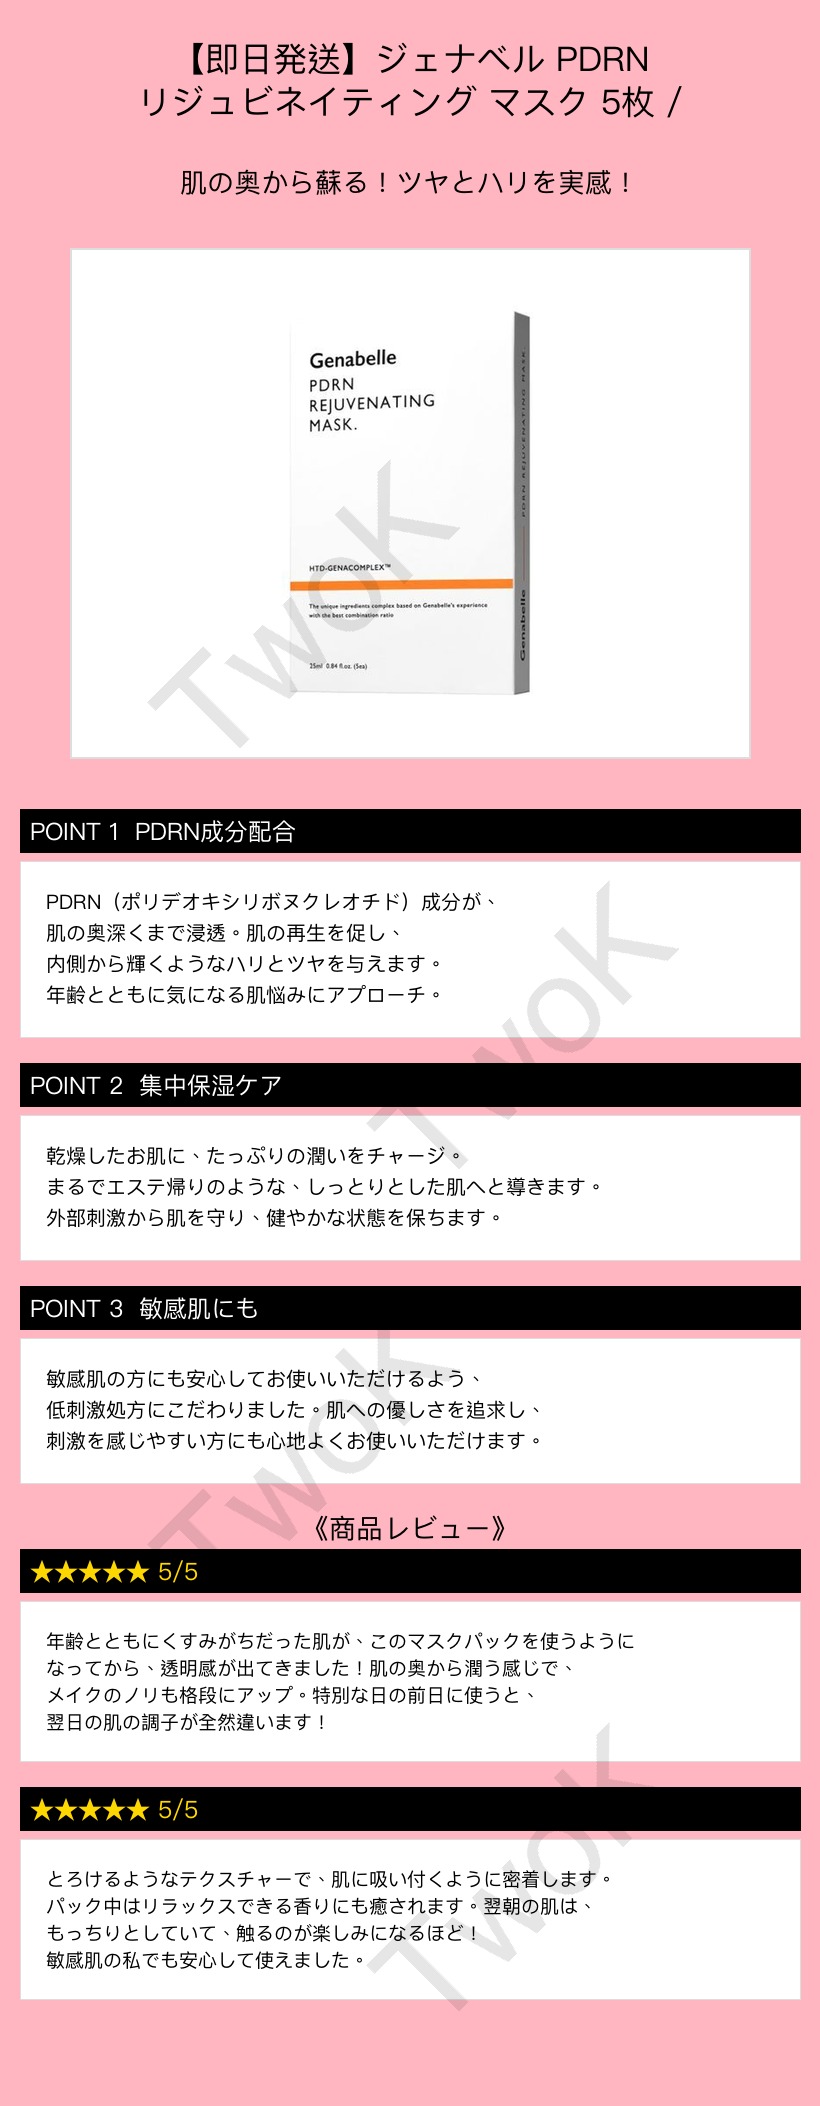 【即日発送】ジェナベル PDRN
リジュビネイティング マスク 5枚 /
肌の奥から蘇る！ツヤとハリを実感！
Genabelle
PDRN
REJUVENATING
MASK.
HTD-GENACOMPLEX™
The unique ingredients complex based on Genabelle's experience
with the best combination ratio
25ml 0.84 fl.oz. (5ea)
Genabelle PDRN REJUVENATING MASK.
TwoK
POINT 1 PDRN成分配合
PDRN（ポリデオキシリボヌクレオチド）成分が、
肌の奥深くまで浸透。肌の再生を促し、
内側から輝くようなハリとツヤを与えます。
年齢とともに気になる肌悩みにアプローチ。
TwoK
POINT 2 集中保湿ケア
乾燥したお肌に、たっぷりの潤いをチャージ。
まるでエステ帰りのような、しっとりとした肌へと導きます。
外部刺激から肌を守り、健やかな状態を保ちます。
POINT 3 敏感肌にも
敏感肌の方にも安心してお使いいただけるよう、
低刺激処方にこだわりました。肌への優しさを追求し、
刺激を感じやすい方にも心地よくお使いいただけます。
TwoK
《商品レビュー》
★★★★★ 5/5
年齢とともにくすみがちだった肌が、このマスクパックを使うように
なってから、透明感が出てきました！肌の奥から潤う感じで、
メイクのノリも格段にアップ。特別な日の前日に使うと、
翌日の肌の調子が全然違います！
★★★★★ 5/5
とろけるようなテクスチャーで、肌に吸い付くように密着します。
パック中はリラックスできる香りにも癒されます。翌朝の肌は、
もっちりとしていて、触るのが楽しみになるほど！
敏感肌の私でも安心して使えました。
TwoK